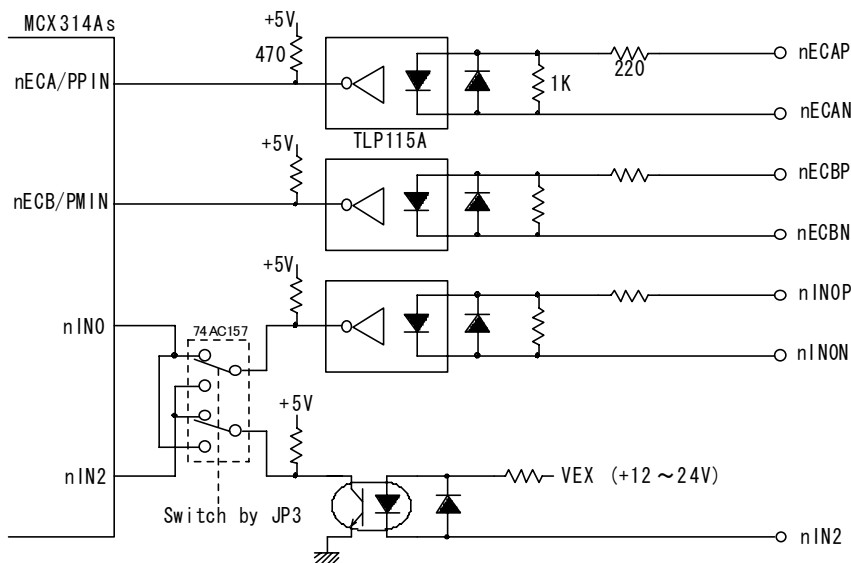 MCX314As
+5V
470
nECA/PPIN
TLP115A
1K
220
nECAP
nECAN
+5V
nECB/PMIN
nECBP
nECBN
+5V
nIN0
74AC157
nIN0P
nIN0N
+5V
nIN2
Switch by JP3
VEX (+12～24V)
nIN2